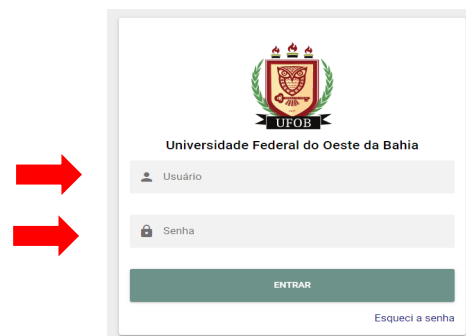 UFOB
Universidade Federal do Oeste da Bahia
Usuário
Senha
ENTRAR
Esqueci a senha